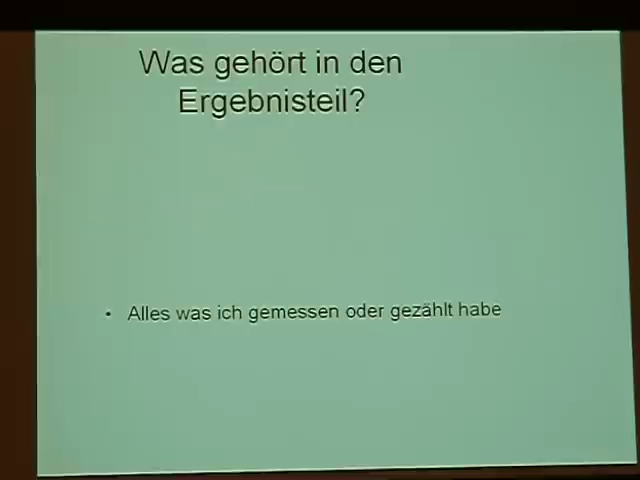 Was gehört in den
Ergebnisteil?
• Alles was ich gemessen oder gezählt habe